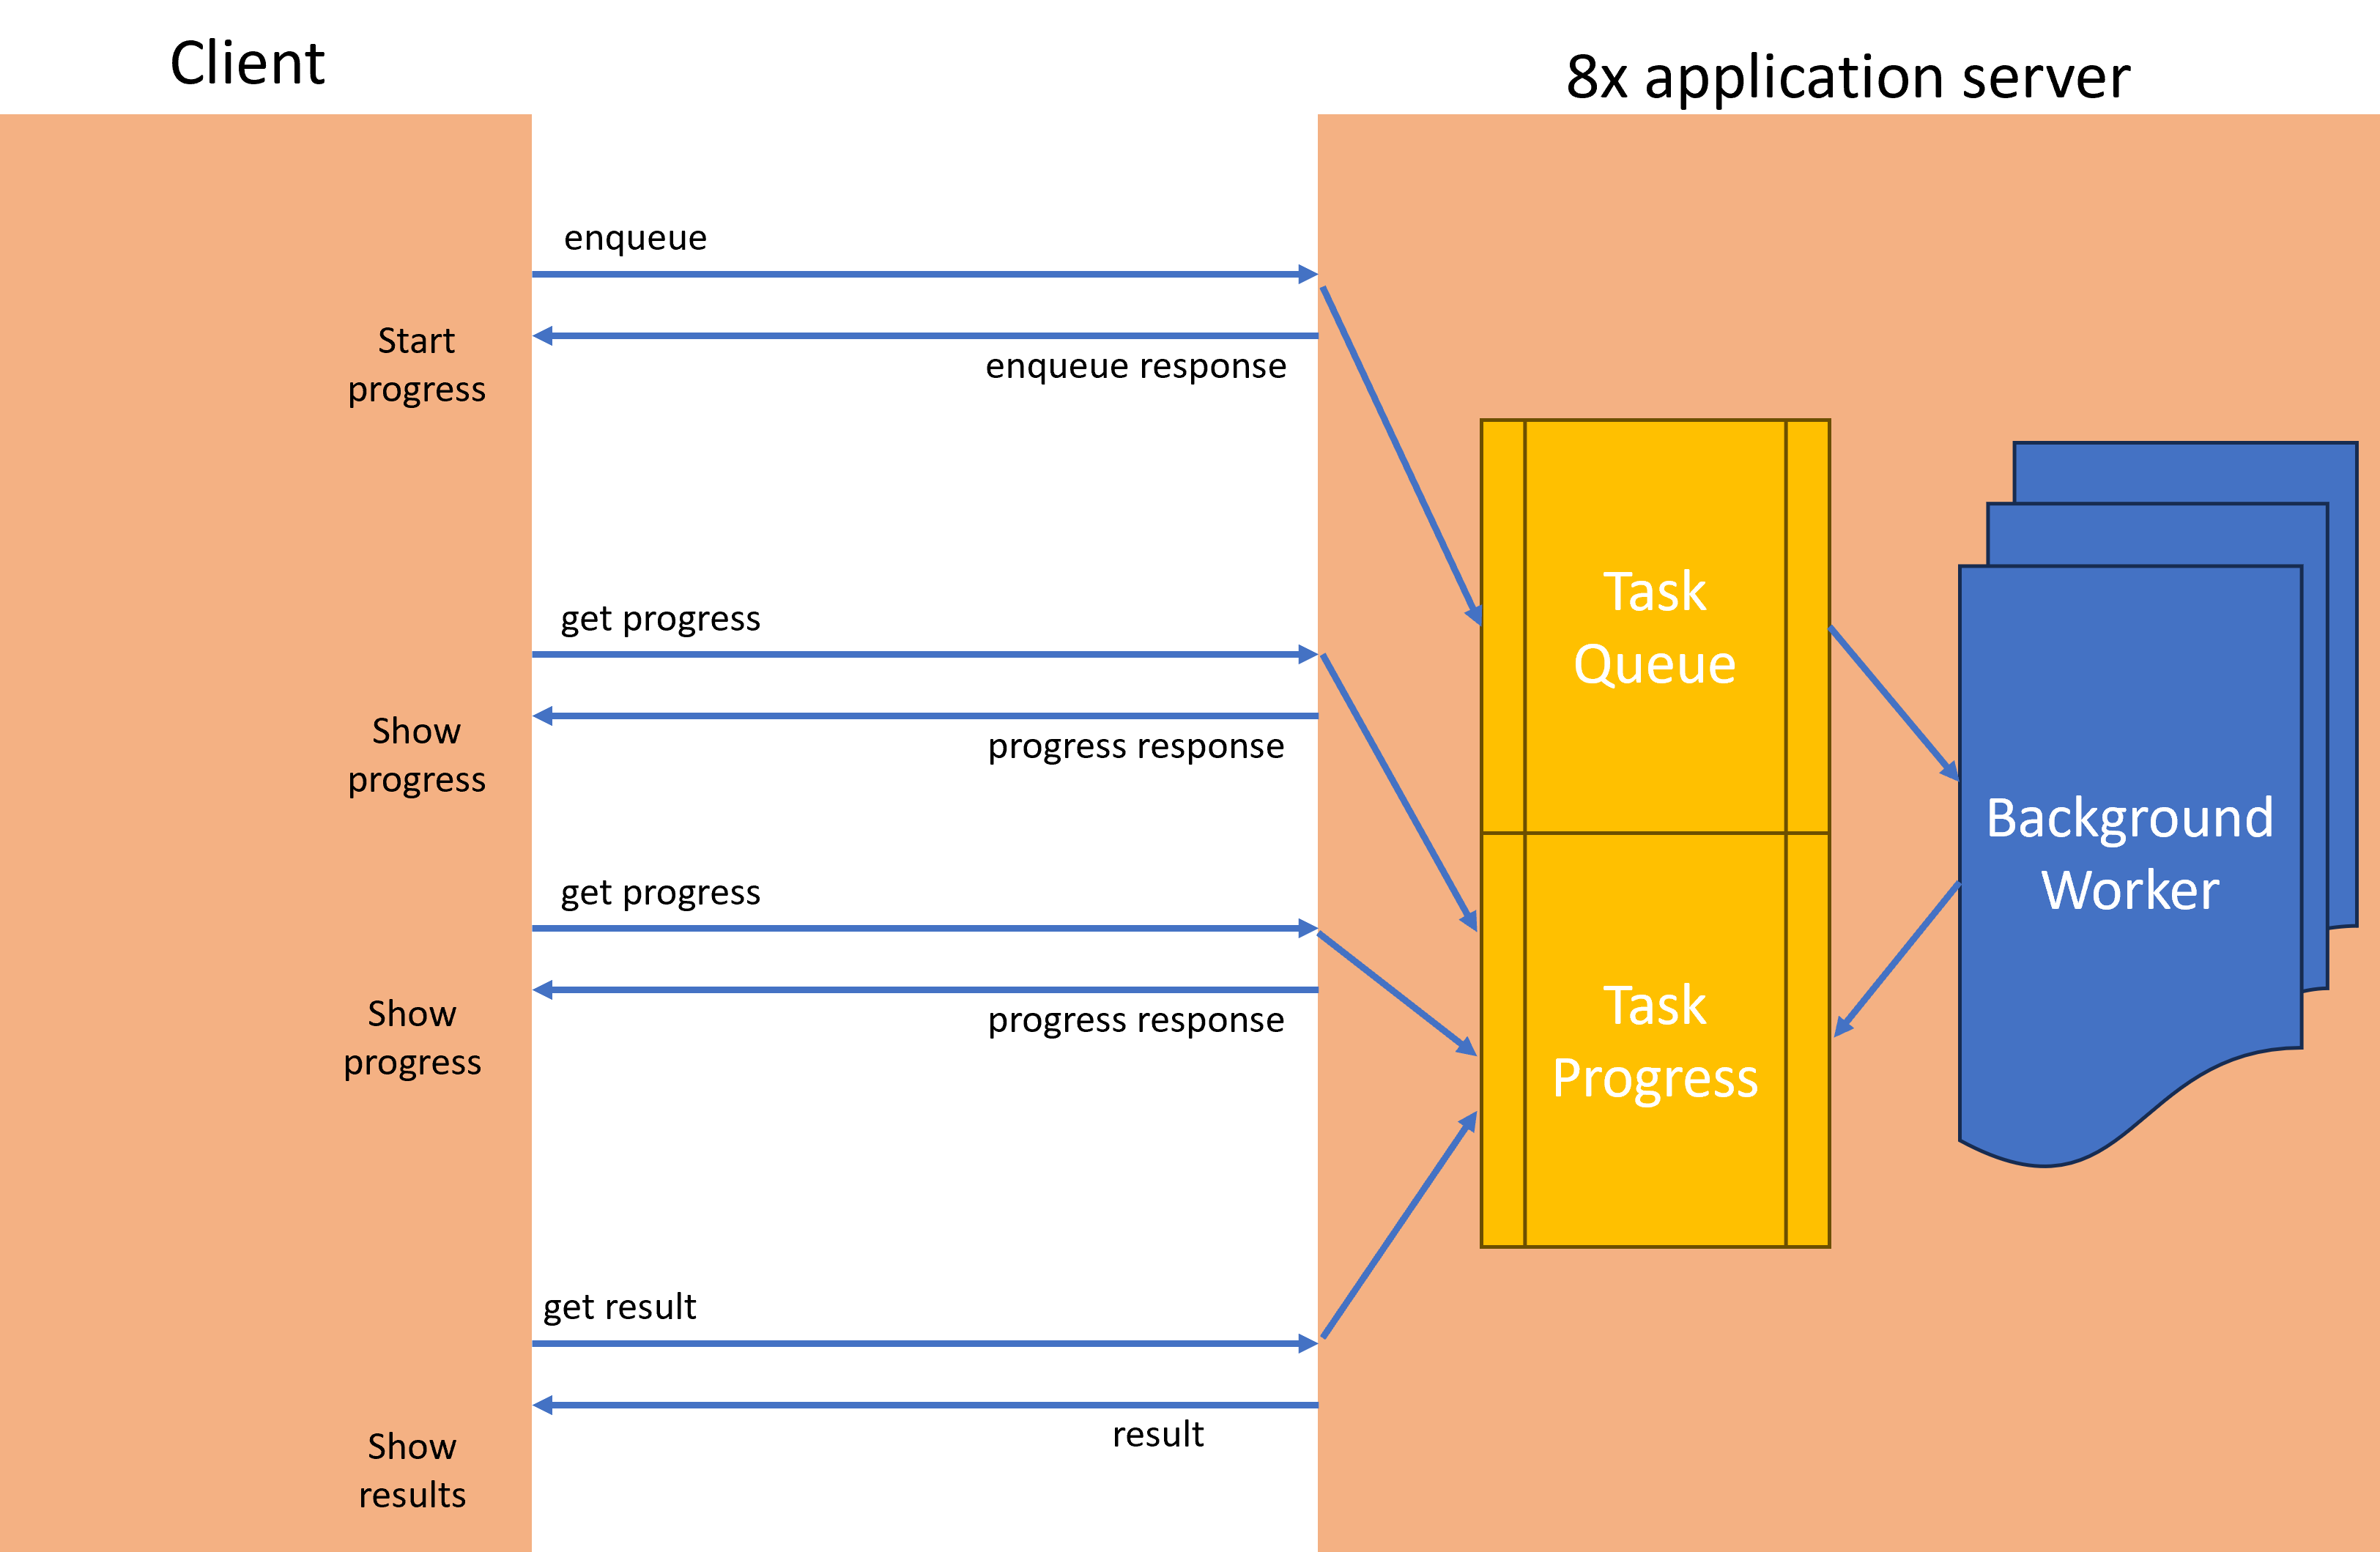 Client
8x application server
enqueue
Start
progress
enqueue response
get progress
Show
progress
progress response
get progress
Show
progress
progress response
get result
result
Show
results
Task
Queue
Task
Progress
Background
Worker